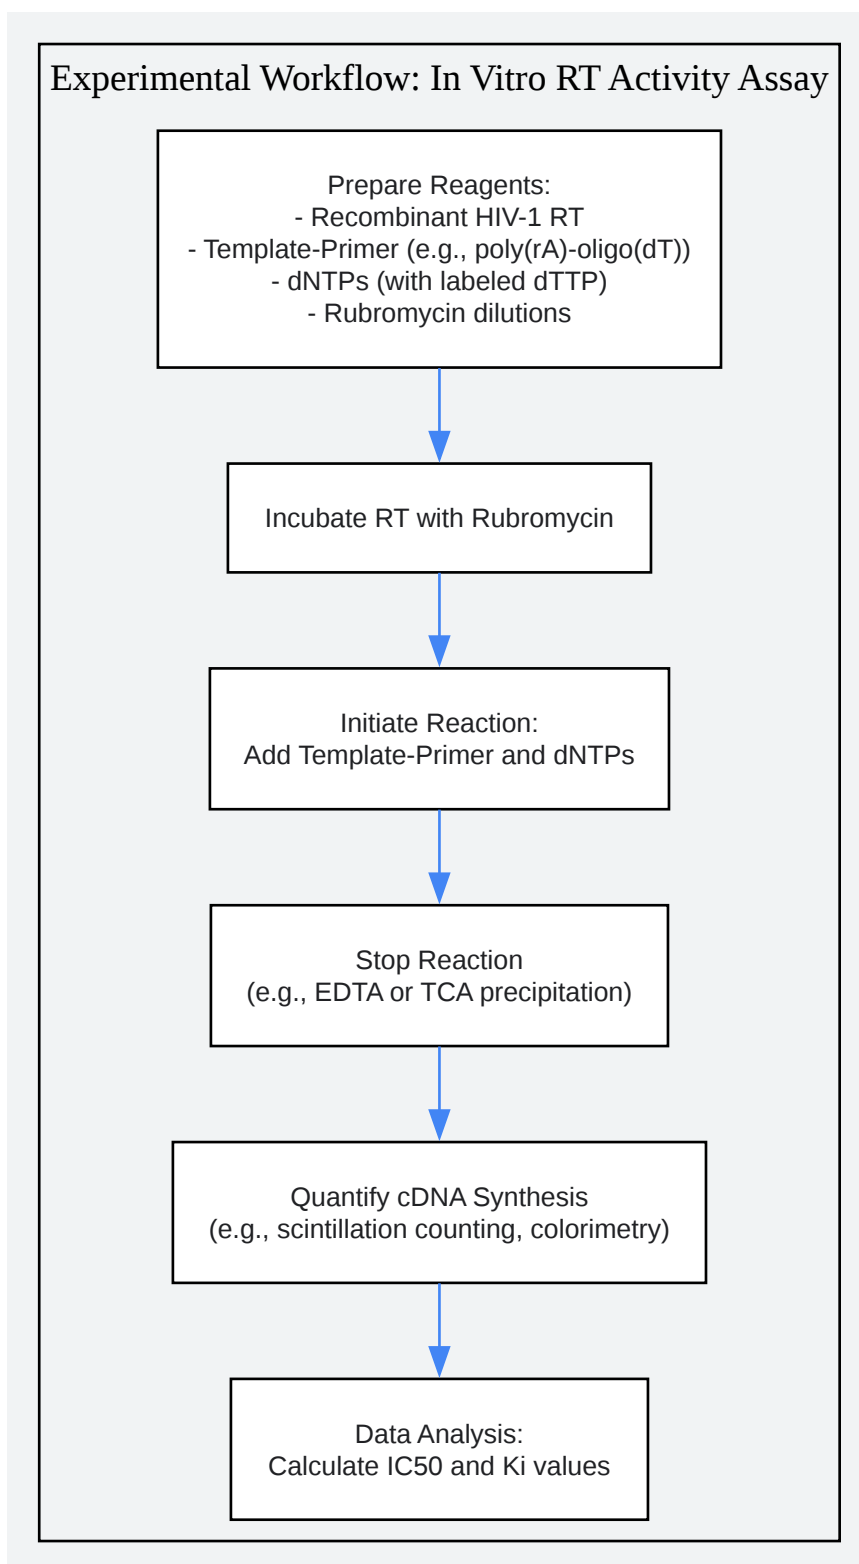 Experimental Workflow: In Vitro RT Activity Assay
Prepare Reagents:
- Recombinant HIV-1 RT
- Template-Primer (e.g., poly(rA)-oligo(dT))
- dNTPs (with labeled dTTP)
- Rubromycin dilutions
Incubate RT with Rubromycin
Initiate Reaction:
Add Template-Primer and dNTPs
Stop Reaction
(e.g., EDTA or TCA precipitation)
Quantify cDNA Synthesis
(e.g., scintillation counting, colorimetry)
Data Analysis:
Calculate IC50 and Ki values